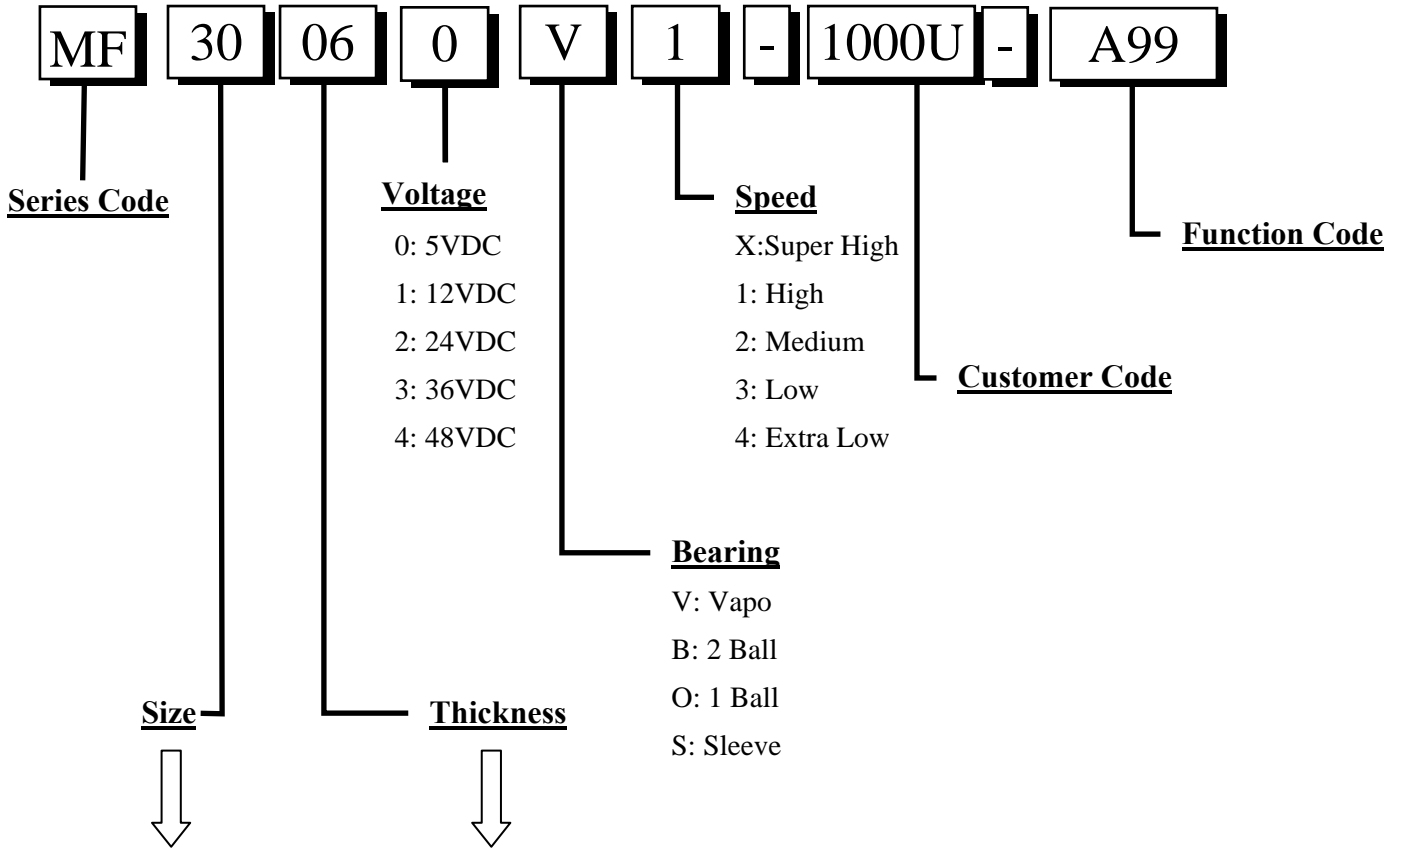 MF 30 06 0 V 1 - 1000U - A99
Series Code
Voltage
0: 5VDC
1: 12VDC
2: 24VDC
3: 36VDC
4: 48VDC
Speed
X:Super High
1: High
2: Medium
3: Low
4: Extra Low
Function Code
Customer Code
Bearing
V: Vapo
B: 2 Ball
O: 1 Ball
S: Sleeve
Size
Thickness